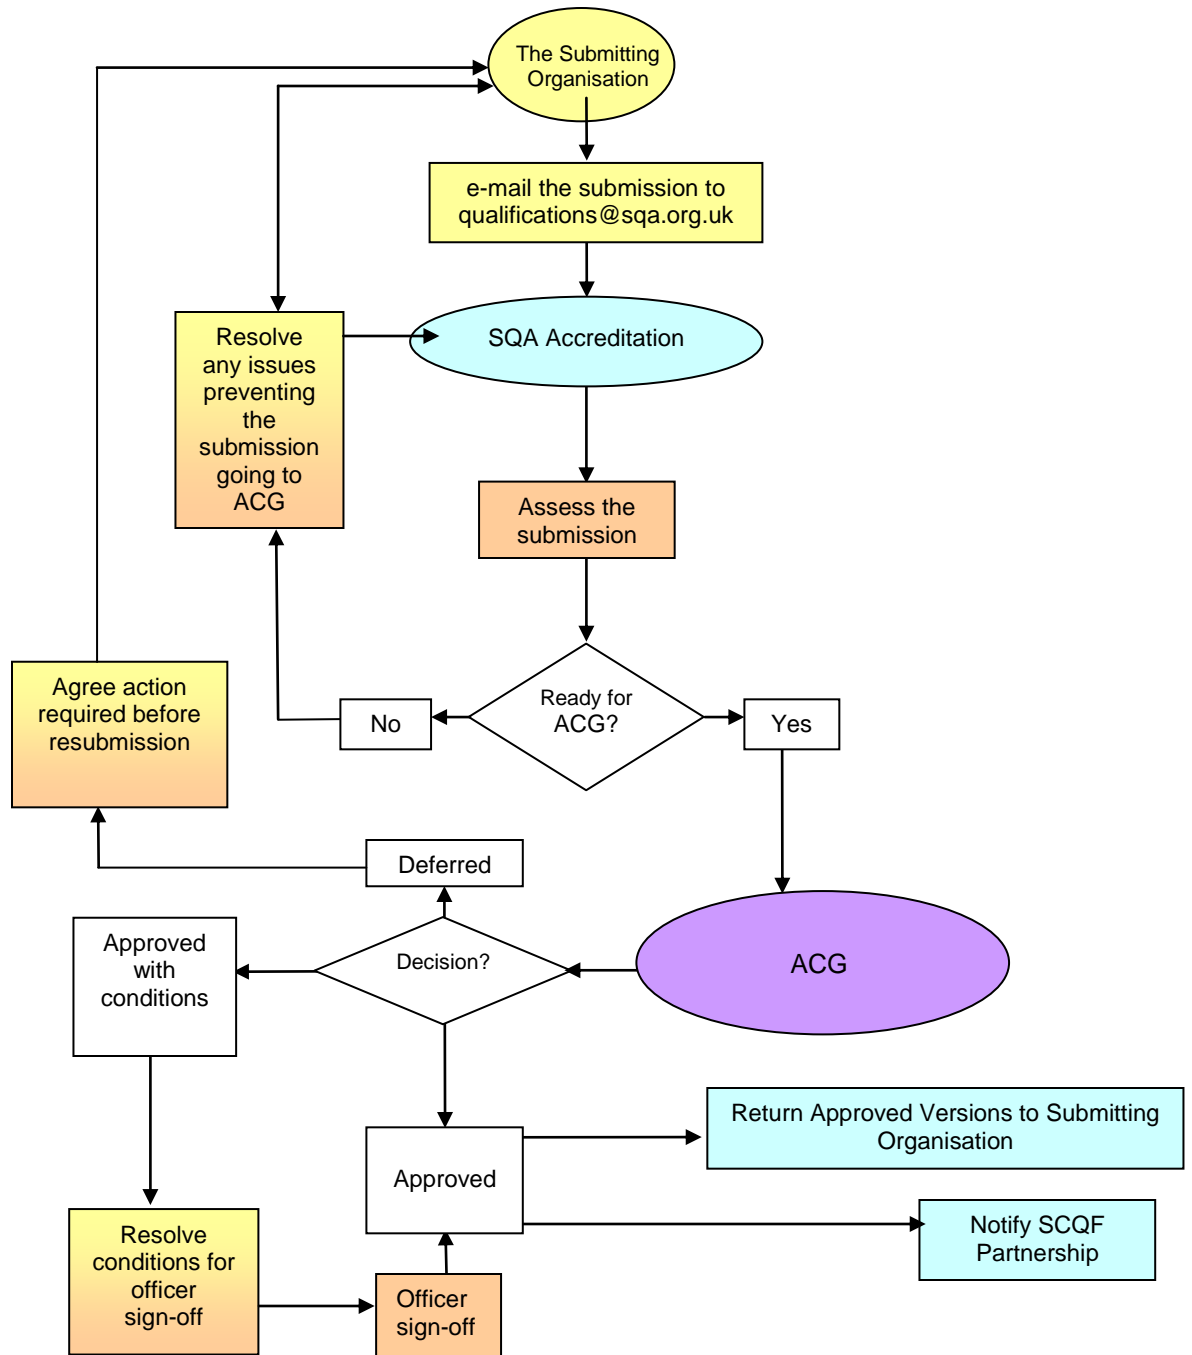 The Submitting
Organisation
e-mail the submission to
qualifications@sqa.org.uk
Resolve
any issues
preventing
the
submission
going to
ACG
SQA Accreditation
Assess the
submission
Agree action
required before
resubmission
No
Ready for
ACG?
Yes
Deferred
Approved
with
conditions
Decision?
ACG
Approved
Return Approved Versions to Submitting
Organisation
Notify SCQF
Partnership
Resolve
conditions for
officer
sign-off
Officer
sign-off